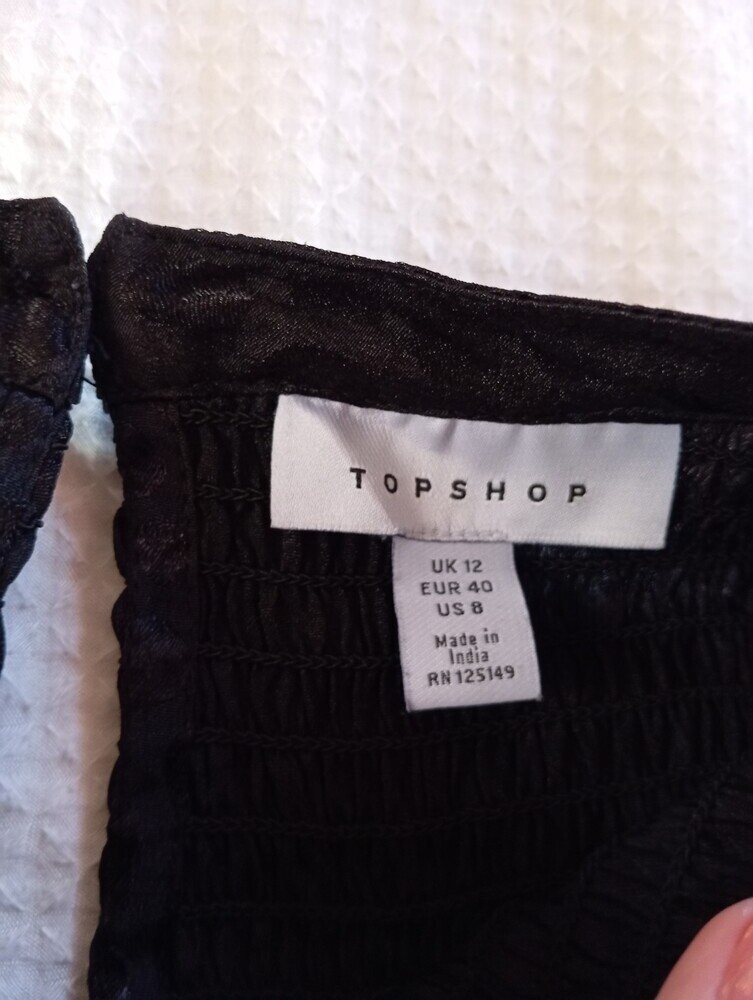 TOPSHOP
UK 12
EUR 40
US 8
Made in
India
RN 125149